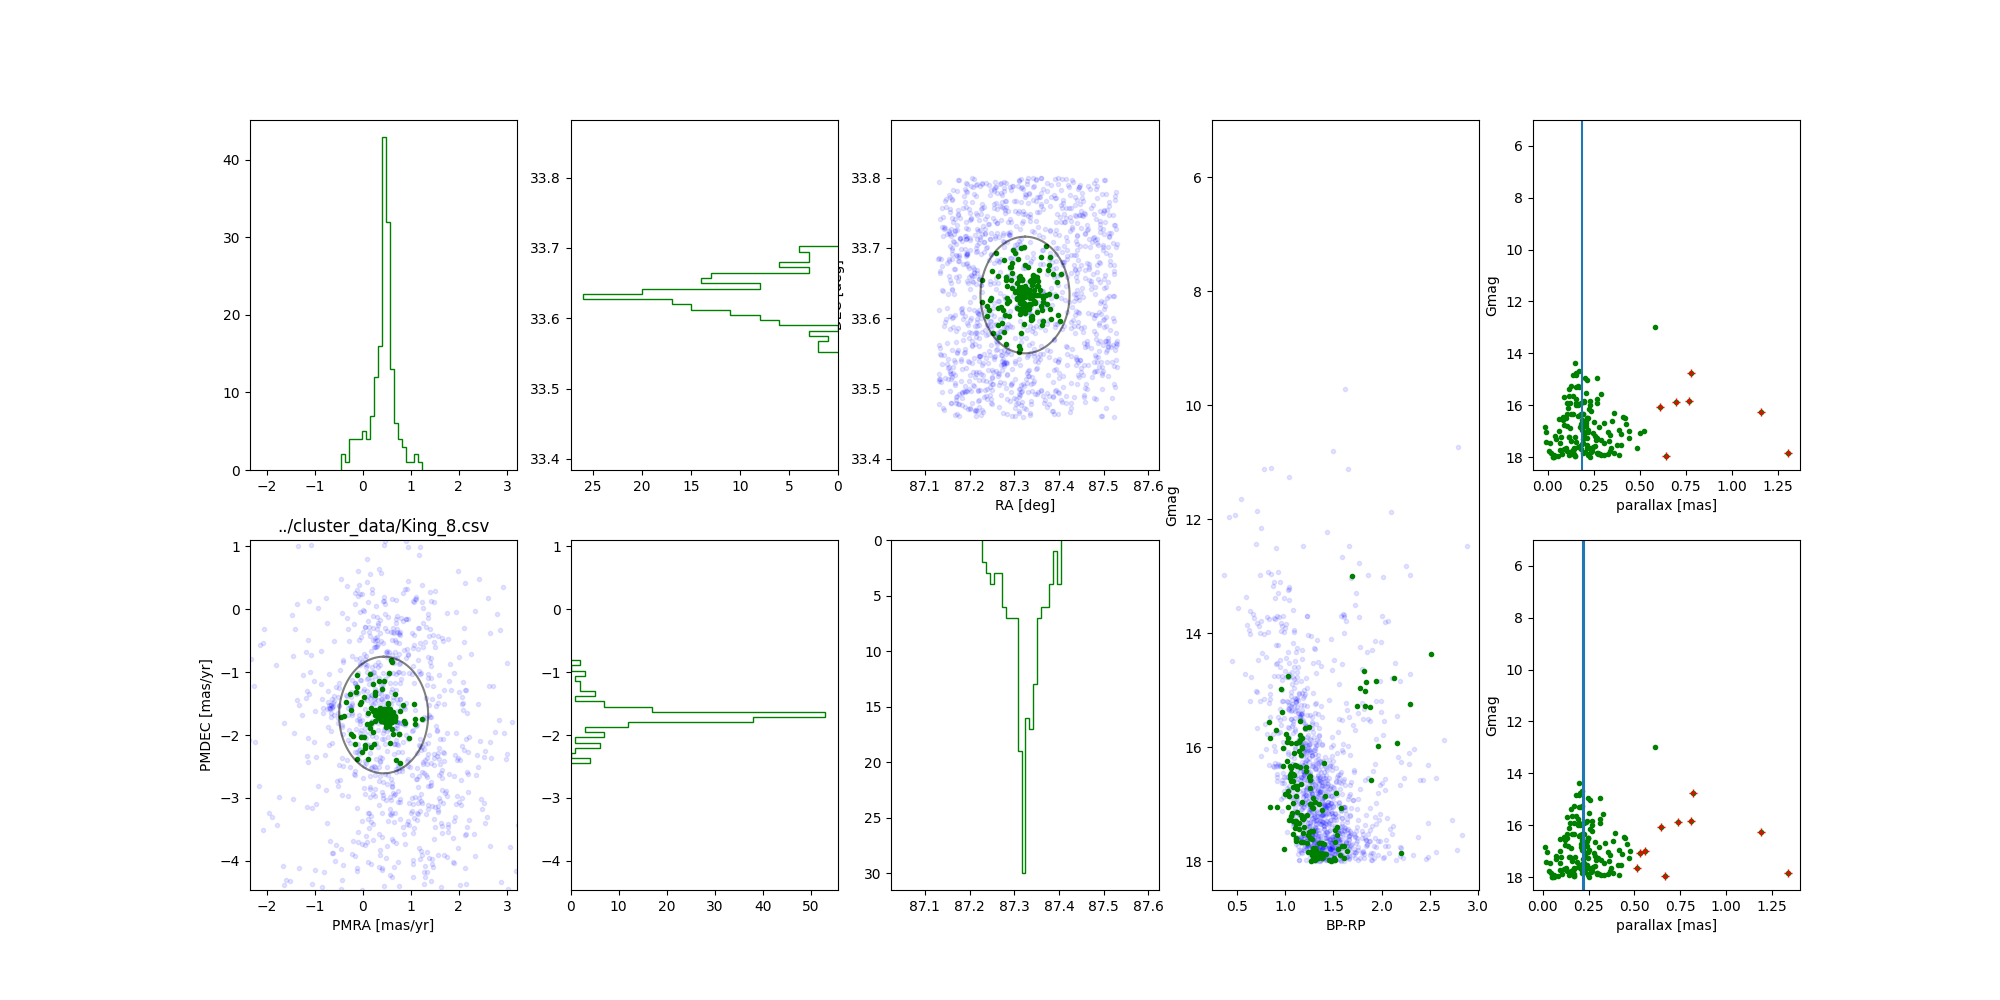 40
30
20
10
0
−2 −1 0 1 2 3
33.8
33.7
33.6
33.5
33.4
25 20 15 10 5 0
33.8
33.7
33.6
33.5
33.4
87.1 87.2 87.3 87.4 87.5 87.6
RA [deg]
6
8
10
12
14
16
18
Gmag
0.5 1.0 1.5 2.0 2.5 3.0
BP-RP
6
8
10
12
14
16
18
Gmag
0.00 0.25 0.50 0.75 1.00 1.25
parallax [mas]
../cluster_data/King_8.csv
1
0
−1
−2
−3
−4
PMDEC [mas/yr]
−2 −1 0 1 2 3
PMRA [mas/yr]
1
0
−1
−2
−3
−4
0 10 20 30 40 50
0
5
10
15
20
25
30
87.1 87.2 87.3 87.4 87.5 87.6
6
8
10
12
14
16
18
Gmag
0.00 0.25 0.50 0.75 1.00 1.25
parallax [mas]